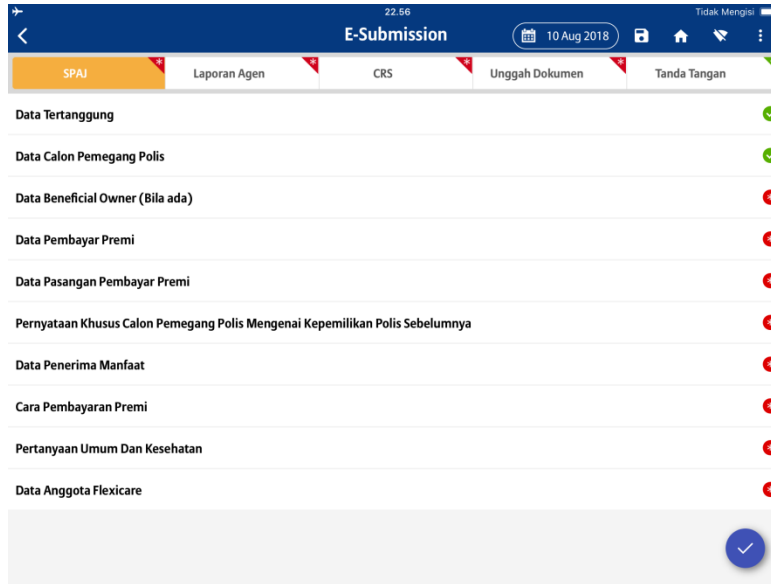 22.56
Tidak Mengisi
E-Submission
10 Aug 2018
SPAJ * Laporan Agen * CRS * Unggah Dokumen * Tanda Tangan
Data Tertanggung
Data Calon Pemegang Polis
Data Beneficial Owner (Bila ada)
Data Pembayar Premi
Data Pasangan Pembayar Premi
Pernyataan Khusus Calon Pemegang Polis Mengenai Kepemilikan Polis Sebelumnya
Data Penerima Manfaat
Cara Pembayaran Premi
Pertanyaan Umum Dan Kesehatan
Data Anggota Flexicare